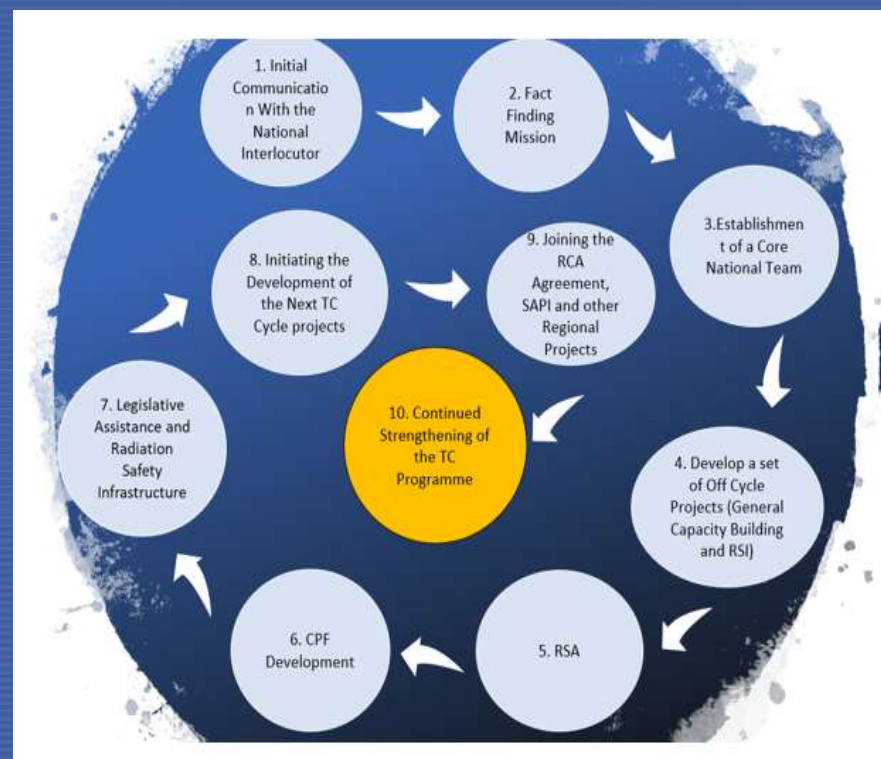 1. Initial
Communicatio
n With the
National
Interlocutor
2. Fact
Finding
Mission
3.Establishmen
t of a Core
National Team
4. Develop a set
of Off Cycle
Projects (General
Capacity Building
and RSI)
5. RSA
6. CPF
Development
7. Legislative
Assistance and
Radiation
Safety
Infrastructure
8. Initiating the
Development of
the Next TC
Cycle projects
9. Joining the
RCA
Agreement,
SAPI and other
Regional
Projects
10. Continued
Strengthening of
the TC
Programme